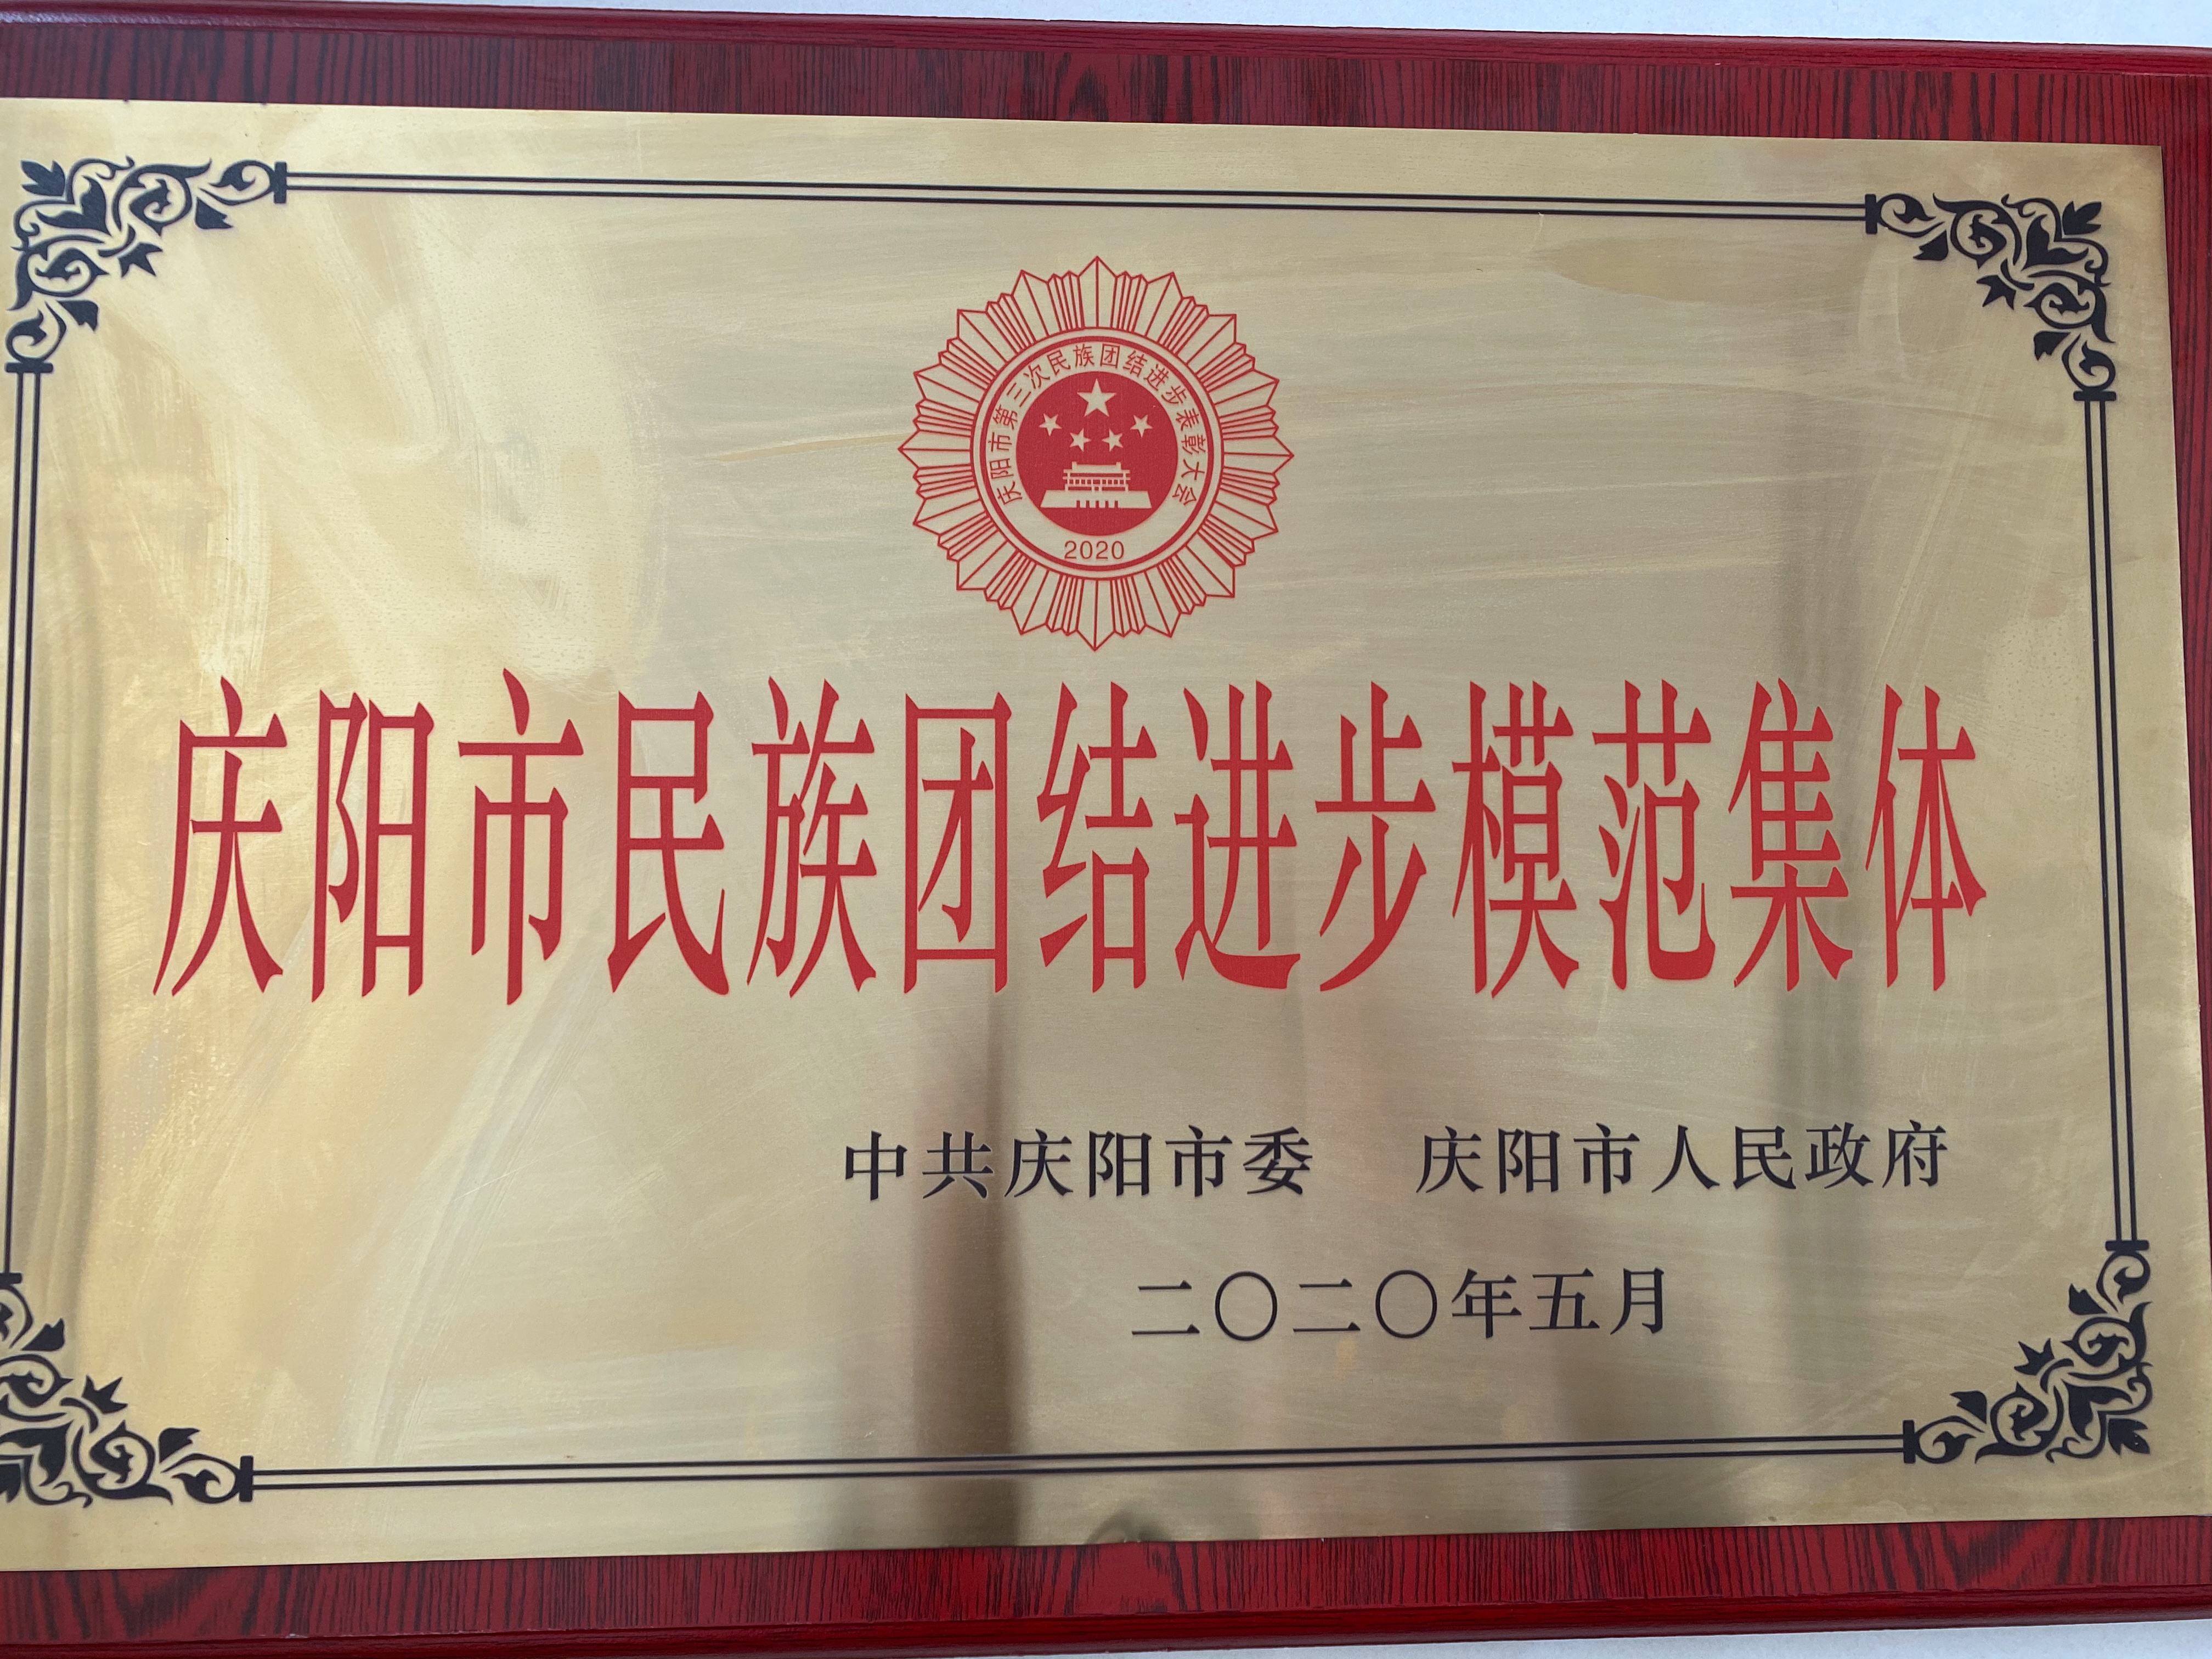 庆阳市第三次民族团结进步表彰大会
2020
庆阳市民族团结进步模范集体
中共庆阳市委 庆阳市人民政府
二〇二〇年五月